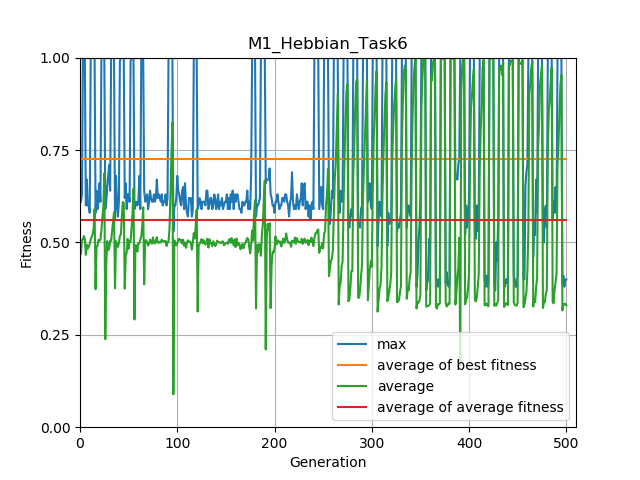 M1_Hebbian_Task6
1.00
0.75
0.50
0.25
0.00
Fitness
max
average of best fitness
average
average of average fitness
0 100 200 300 400 500
Generation